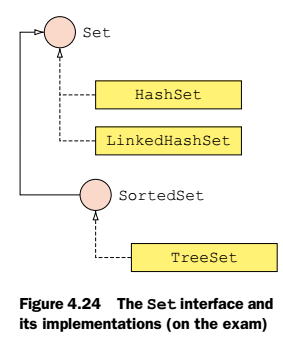 Set
HashSet
LinkedHashSet
SortedSet
TreeSet
Figure 4.24 The Set interface and
its implementations (on the exam)